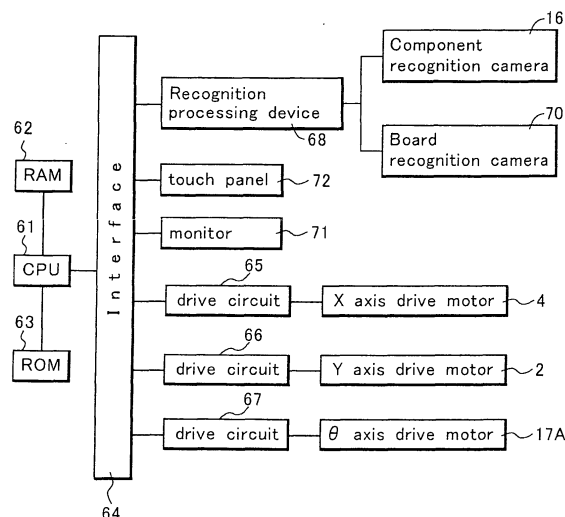 16
Component
recognition camera
Recognition
processing device
68
70
Board
recognition camera
62
RAM
61
CPU
63
ROM
Interface
64
touch panel
72
monitor
71
65
drive circuit
X axis drive motor
4
66
drive circuit
Y axis drive motor
2
67
drive circuit
θ axis drive motor
17A